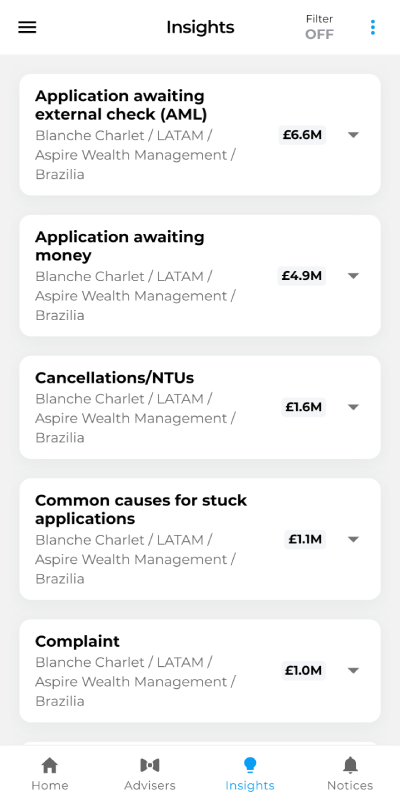 Insights
Filter
OFF
Application awaiting
external check (AML)
Blanche Charlet / LATAM /
Aspire Wealth Management /
Brazilia
£6.6M
Application awaiting
money
Blanche Charlet / LATAM /
Aspire Wealth Management /
Brazilia
£4.9M
Cancellations/NTUs
Blanche Charlet / LATAM /
Aspire Wealth Management /
Brazilia
£1.6M
Common causes for stuck
applications
Blanche Charlet / LATAM /
Aspire Wealth Management /
Brazilia
£1.1M
Complaint
Blanche Charlet / LATAM /
Aspire Wealth Management /
Brazilia
£1.0M
Home
Advisers
Insights
Notices